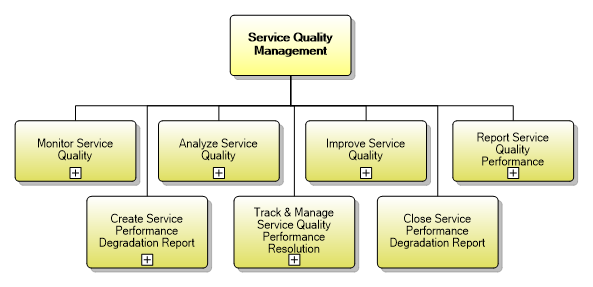 Service Quality
Management
Monitor Service
Quality
Analyze Service
Quality
Improve Service
Quality
Report Service
Quality
Performance
Create Service
Performance
Degradation Report
Track & Manage
Service Quality
Performance
Resolution
Close Service
Performance
Degradation Report